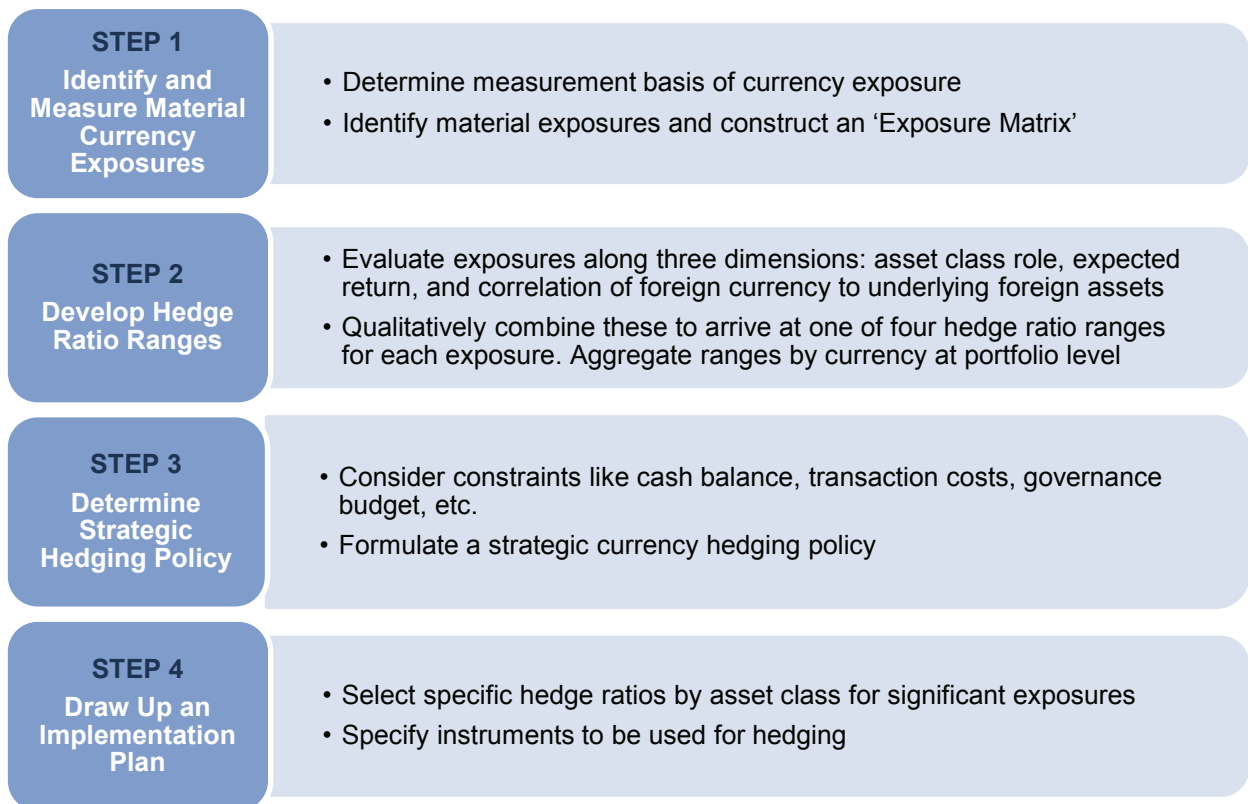 STEP 1
Identify and
Measure Material
Currency
Exposures
• Determine measurement basis of currency exposure
• Identify material exposures and construct an ‘Exposure Matrix’
STEP 2
Develop Hedge
Ratio Ranges
• Evaluate exposures along three dimensions: asset class role, expected
return, and correlation of foreign currency to underlying foreign assets
• Qualitatively combine these to arrive at one of four hedge ratio ranges
for each exposure. Aggregate ranges by currency at portfolio level
STEP 3
Determine
Strategic
Hedging Policy
• Consider constraints like cash balance, transaction costs, governance
budget, etc.
• Formulate a strategic currency hedging policy
STEP 4
Draw Up an
Implementation
Plan
• Select specific hedge ratios by asset class for significant exposures
• Specify instruments to be used for hedging